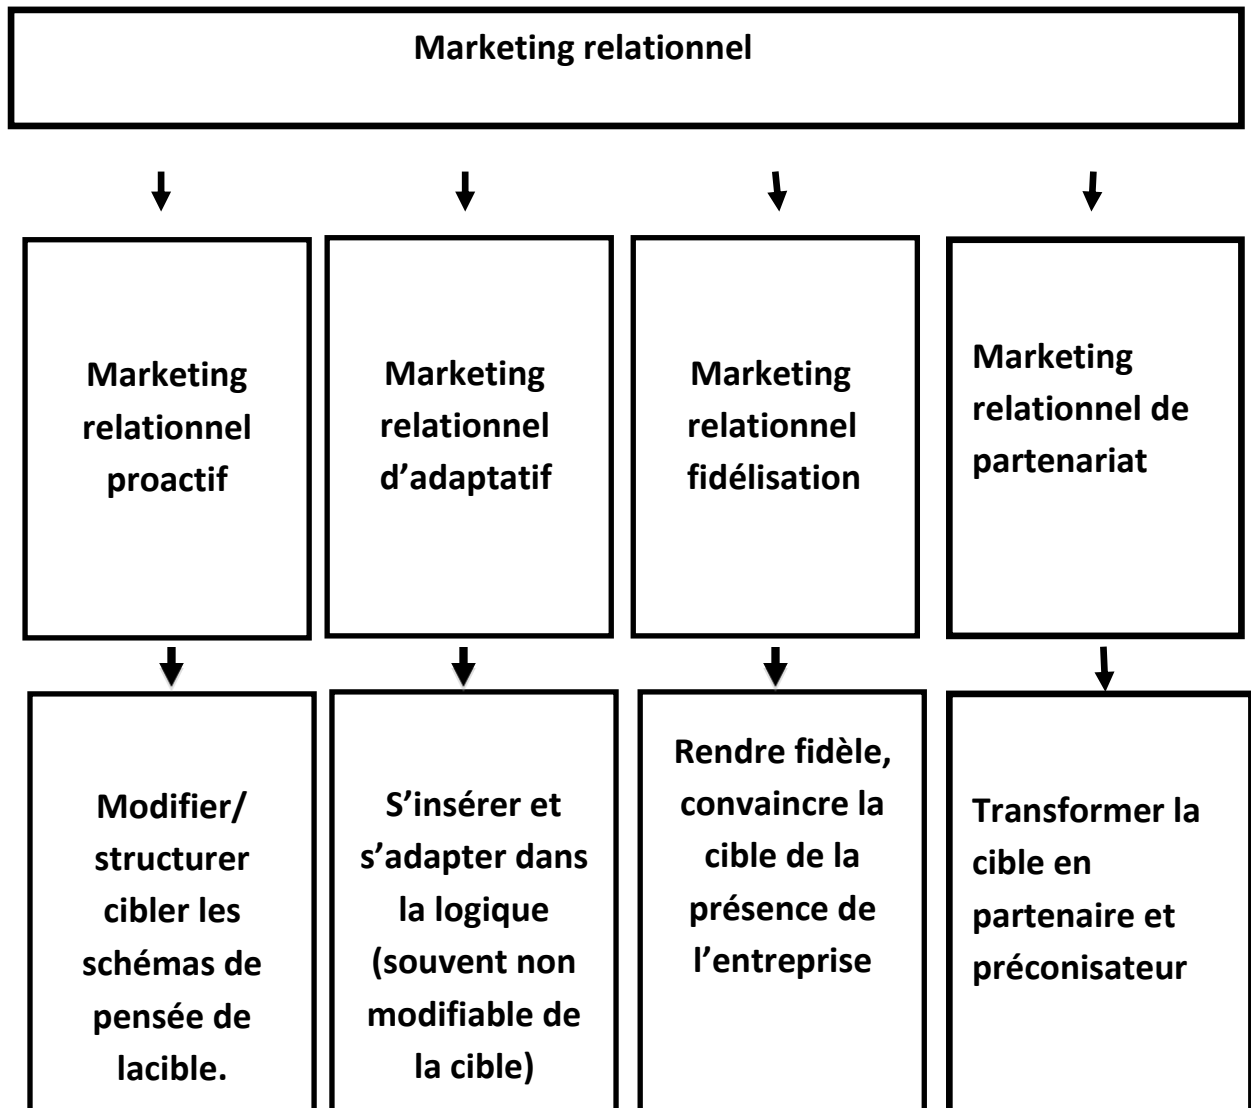 Marketing relationnel
Marketing
relationnel
proactif
Marketing
relationnel
d’adaptatif
Marketing
relationnel
fidélisation
Marketing
relationnel de
partenariat
Modifier/
structurer
cibler les
schémas de
pensée de
lacible.
S’insérer et
s’adapter dans
la logique
(souvent non
modifiable de
la cible)
Rendre fidèle,
convaincre la
cible de la
présence de
l’entreprise
Transformer la
cible en
partenaire et
préconisateur